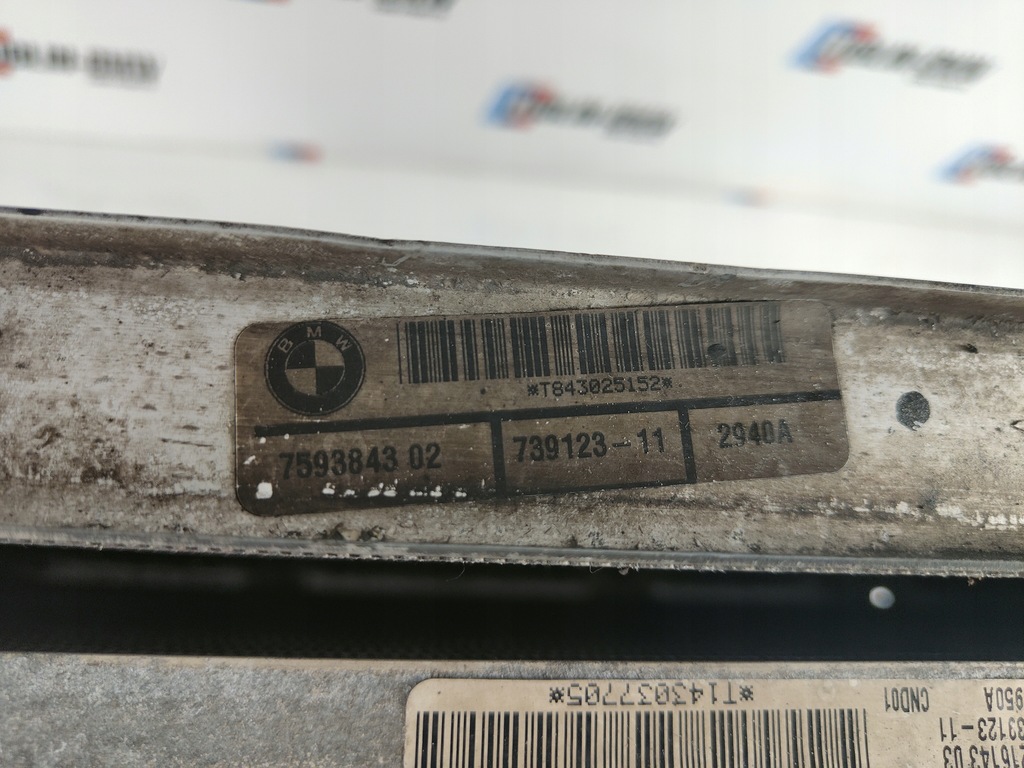 BMW
*T843025152*
7593843 02
739123-11
2940A
*T143037705*
CND01